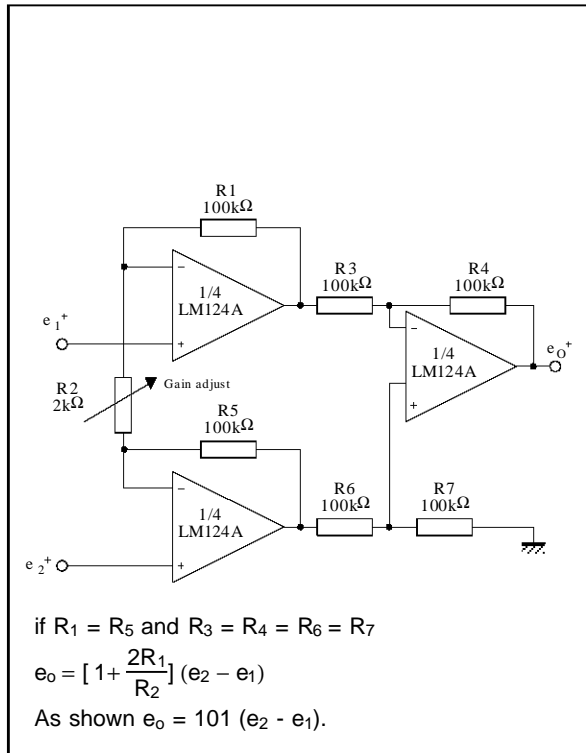 R1
100kΩ
R3
100kΩ
R4
100kΩ
1/4
LM124A
e1+
1/4
LM124A
eO+
R2
2kΩ
Gain adjust
R5
100kΩ
R6
100kΩ
R7
100kΩ
1/4
LM124A
e2+
if R1 = R5 and R3 = R4 = R6 = R7
eo = [ 1+ 2R1/R2 ] (e2 – e1)
As shown eo = 101 (e2 - e1).